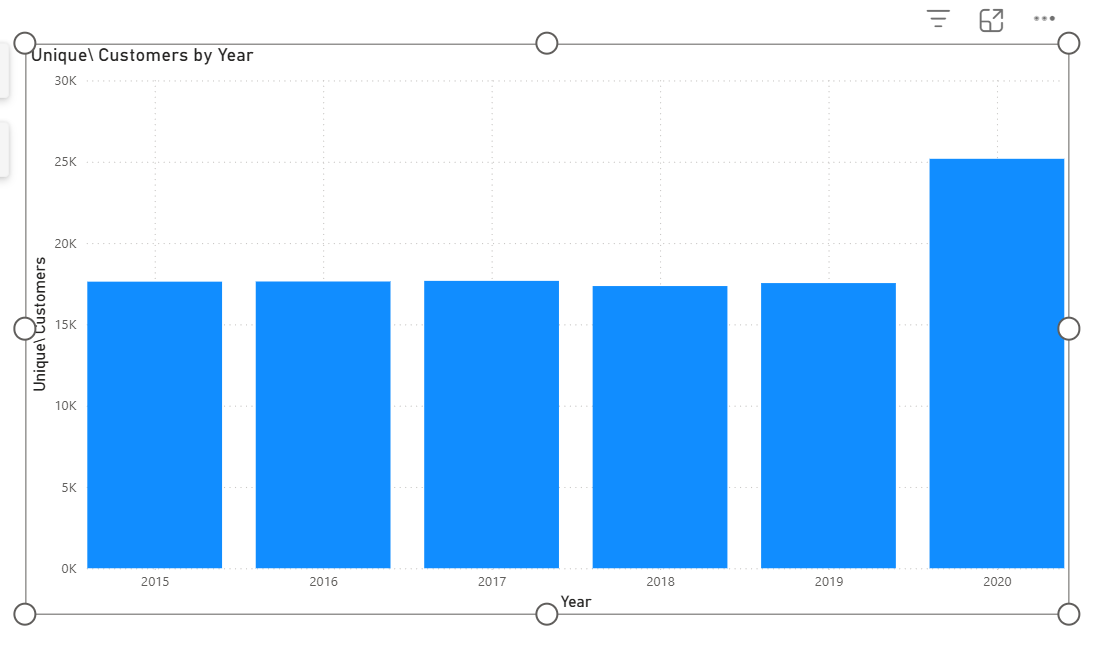 Unique\ Customers by Year
30K
25K
20K
15K
10K
5K
0K
Unique\ Customers
2015 2016 2017 2018 2019 2020
Year